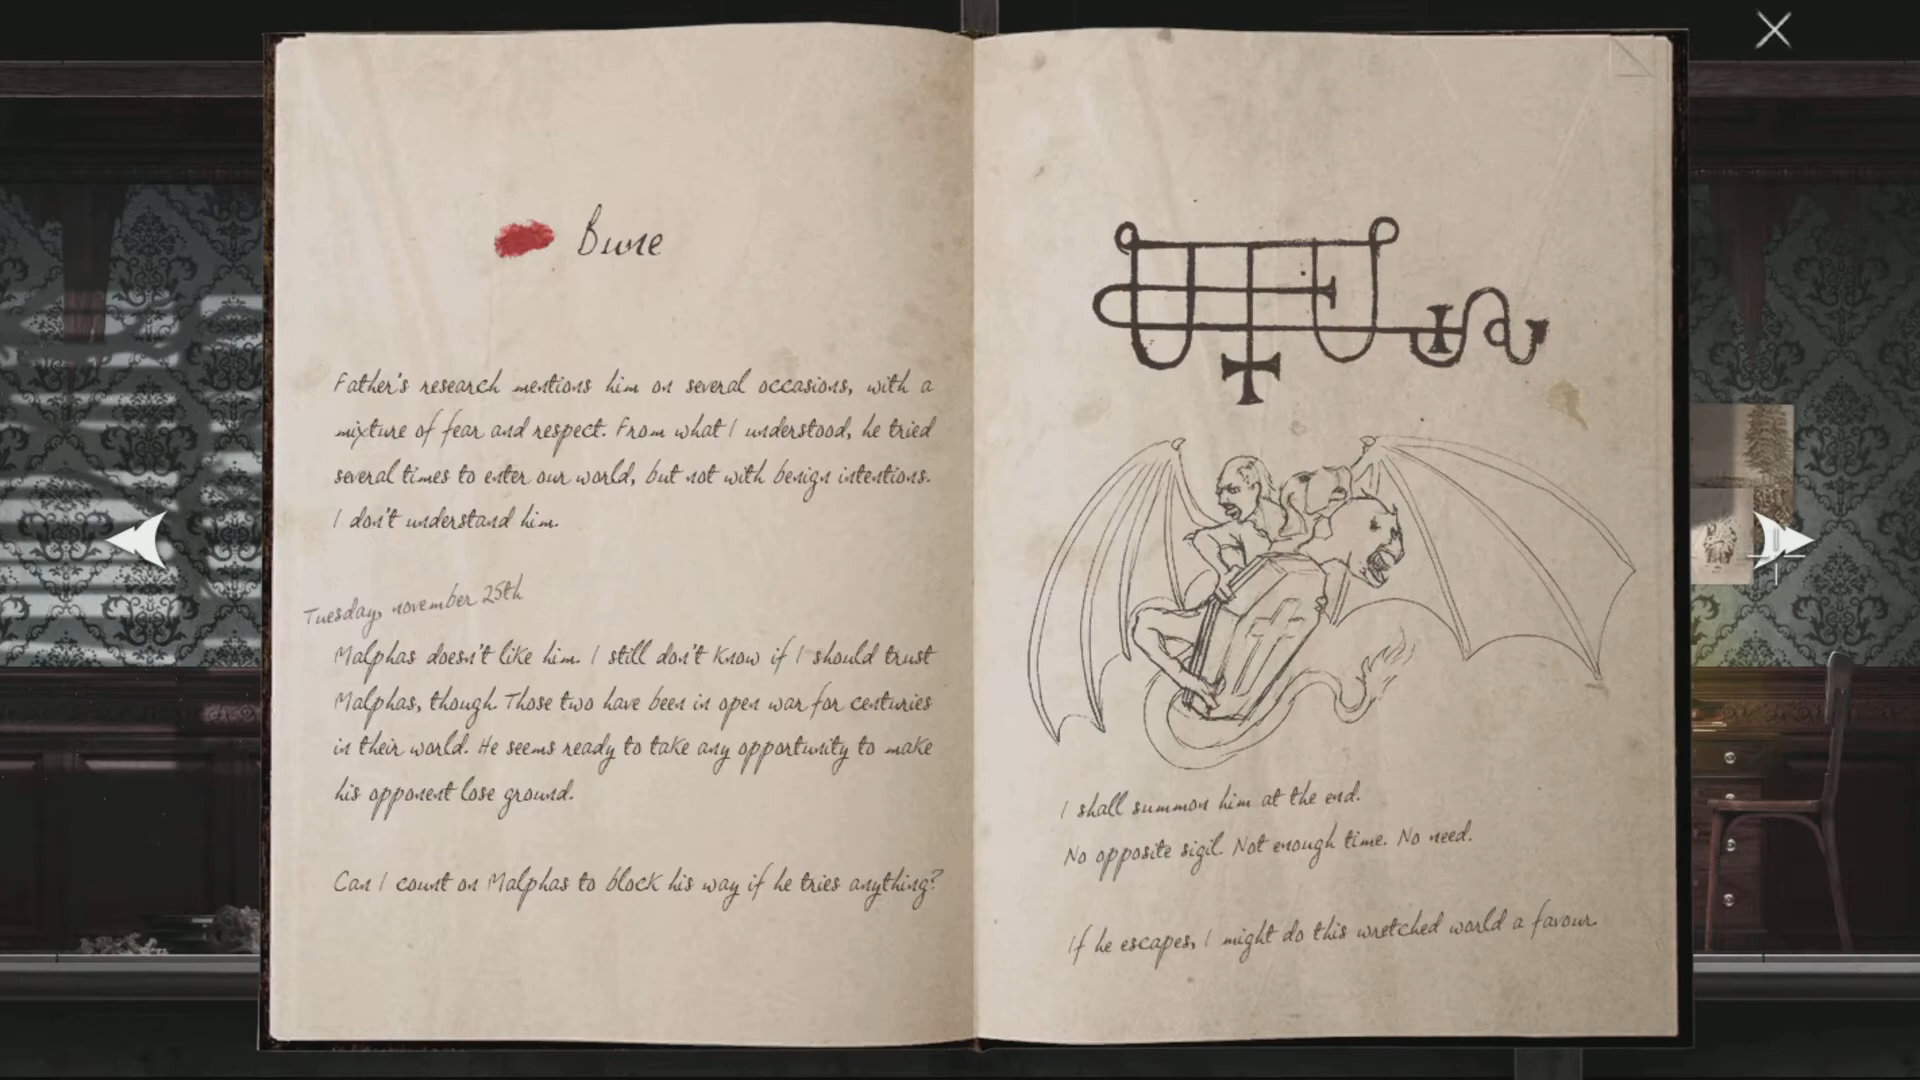 Bune
Father's research mentions him on several occasions, with a
mixture of fear and respect. From what I understood, he tried
several times to enter our world, but not with benign intentions.
I don't understand him.
Tuesday, november 25th
Malphas doesn't like him. I still don't know if I should trust
Malphas, though. Those two have been in open war for centuries
in their world. He seems ready to take any opportunity to make
his opponent lose ground.
Can I count on Malphas to block his way if he tries anything?
I shall summon him at the end.
No opposite sigil. Not enough time. No need.
If he escapes, I might do this wretched world a favour.